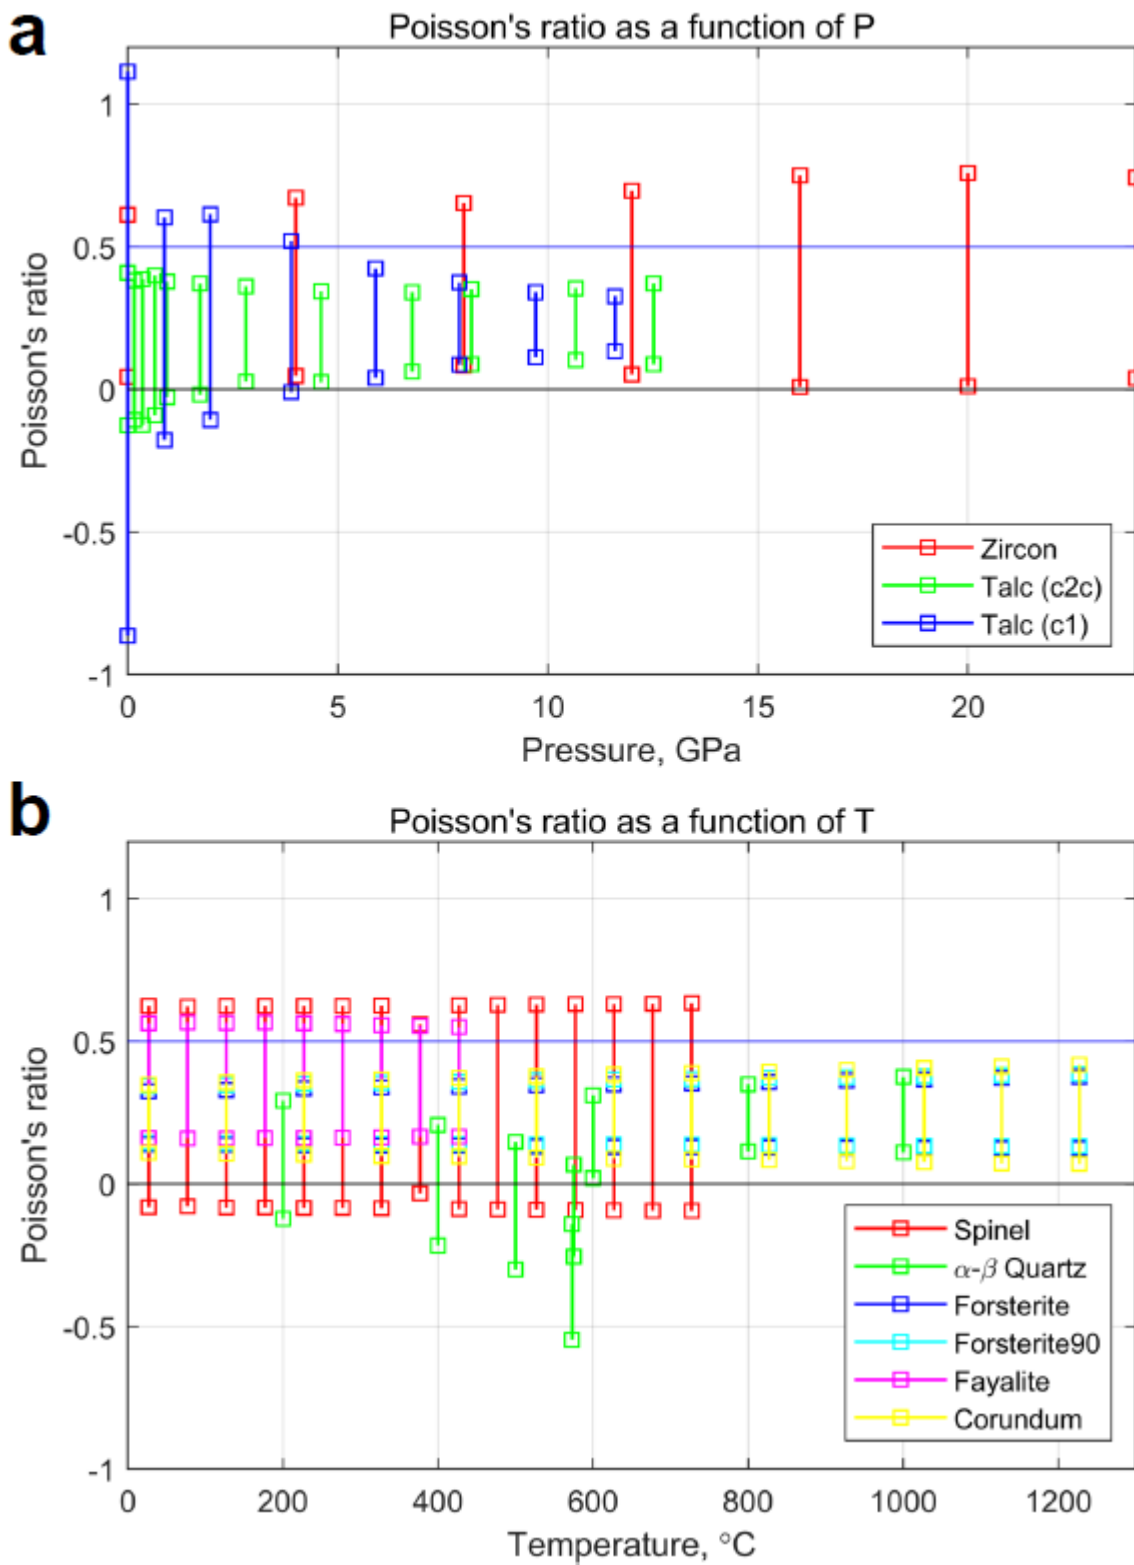 a
Poisson's ratio as a function of P
1
0.5
0
-0.5
-1
Poisson's ratio
Zircon
Talc (c2c)
Talc (c1)
0 5 10 15 20
Pressure, GPa
b
Poisson's ratio as a function of T
1
0.5
0
-0.5
-1
Poisson's ratio
Spinel
α-β Quartz
Forsterite
Forsterite90
Fayalite
Corundum
0 200 400 600 800 1000 1200
Temperature, °C